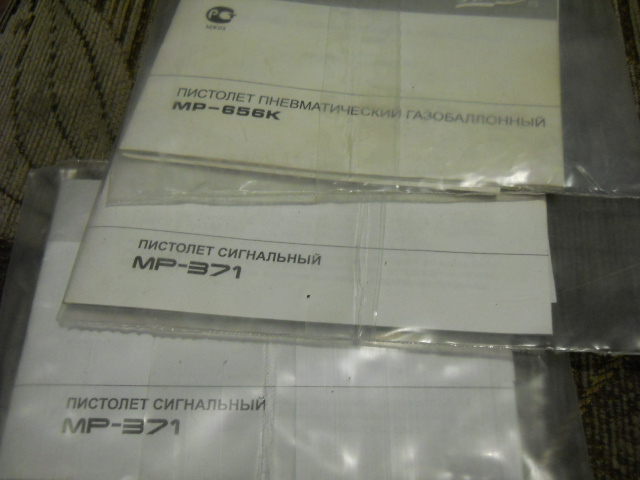 ПИСТОЛЕТ ПНЕВМАТИЧЕСКИЙ ГАЗОБАЛЛОННЫЙ
МР-656К
ПИСТОЛЕТ СИГНАЛЬНЫЙ
МР-371
ПИСТОЛЕТ СИГНАЛЬНЫЙ
МР-371